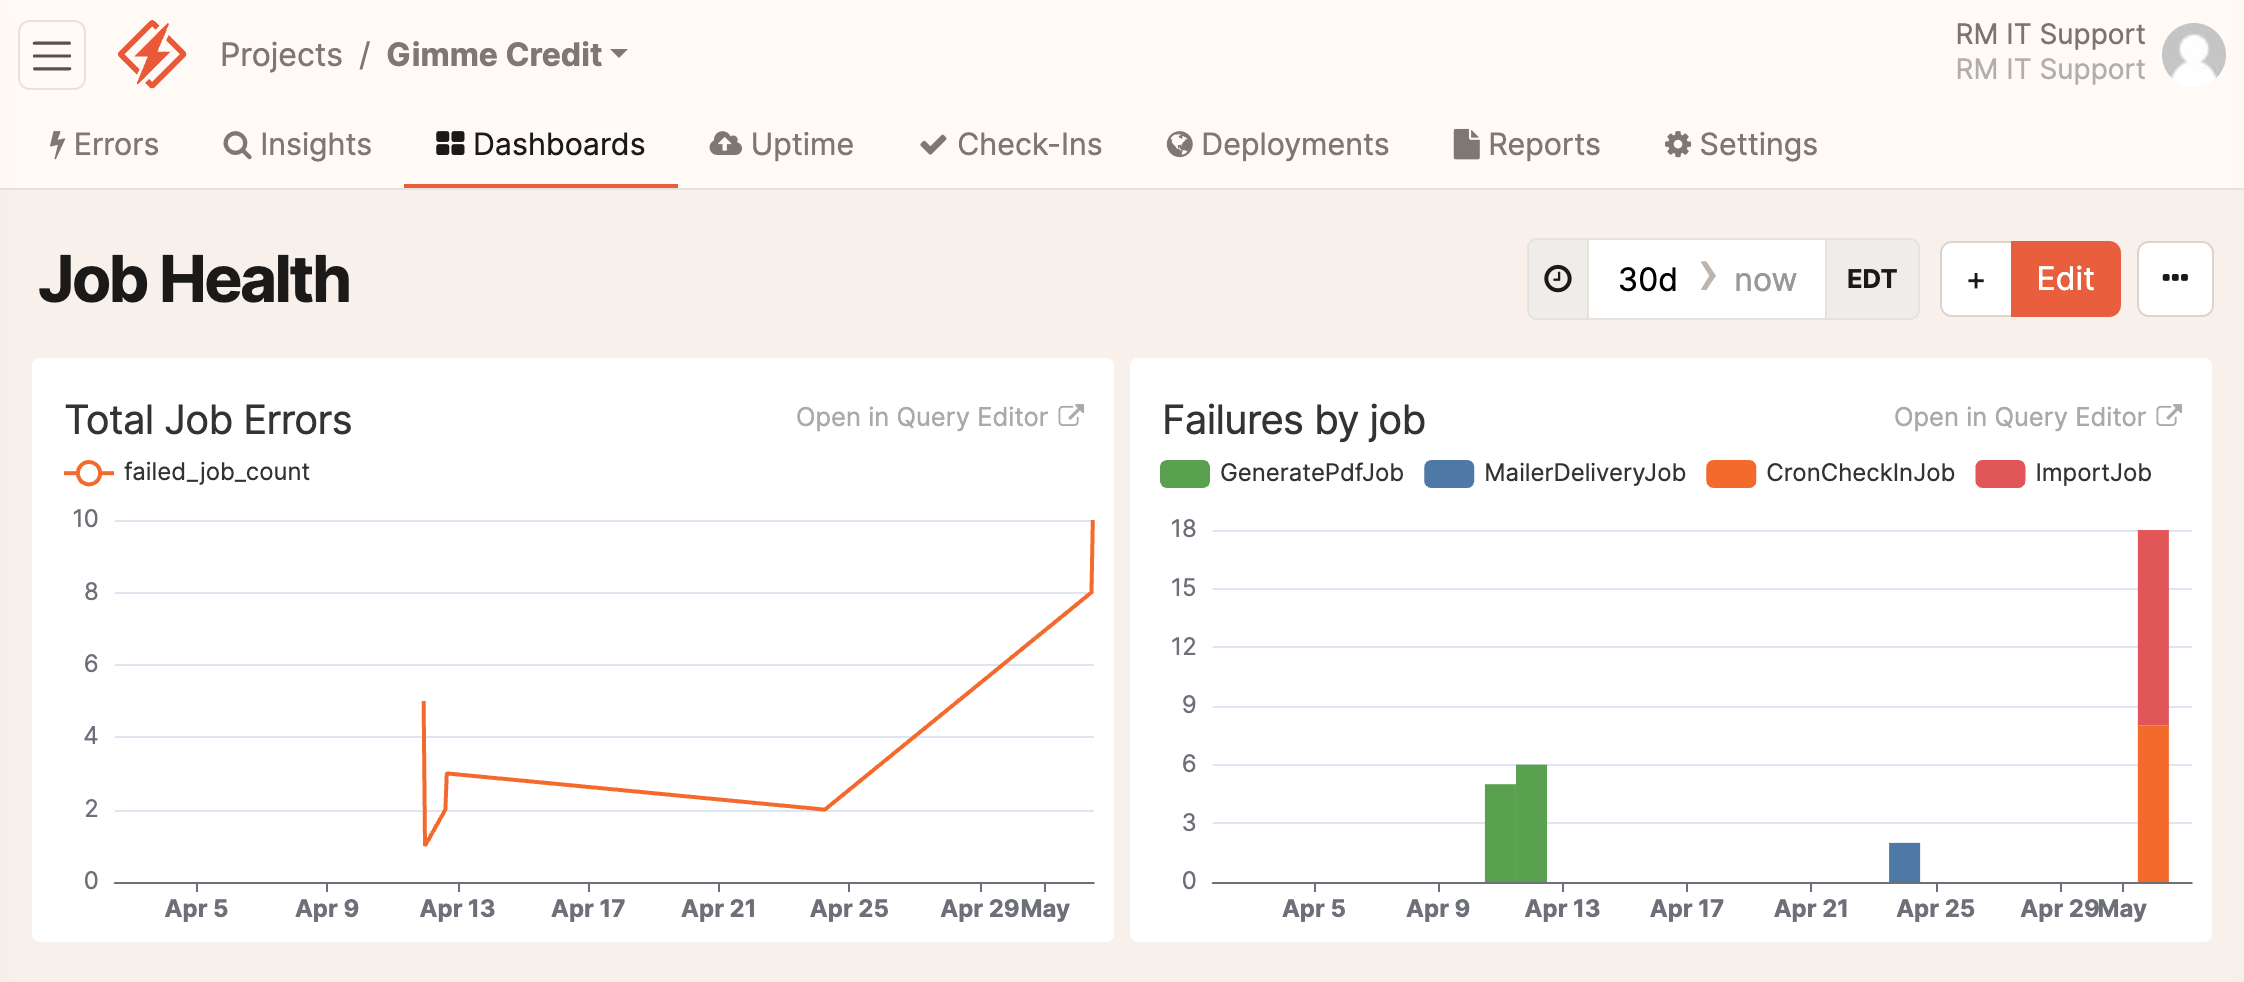 Projects / Gimme Credit
RM IT Support
RM IT Support
Errors Insights Dashboards Uptime Check-Ins Deployments Reports Settings
Job Health
30d now EDT + Edit
Total Job Errors
Open in Query Editor
failed_job_count
10
8
6
4
2
0
Apr 5 Apr 9 Apr 13 Apr 17 Apr 21 Apr 25 Apr 29 May
Failures by job
Open in Query Editor
GeneratePdfJob MailerDeliveryJob CronCheckInJob ImportJob
18
15
12
9
6
3
0
Apr 5 Apr 9 Apr 13 Apr 17 Apr 21 Apr 25 Apr 29 May